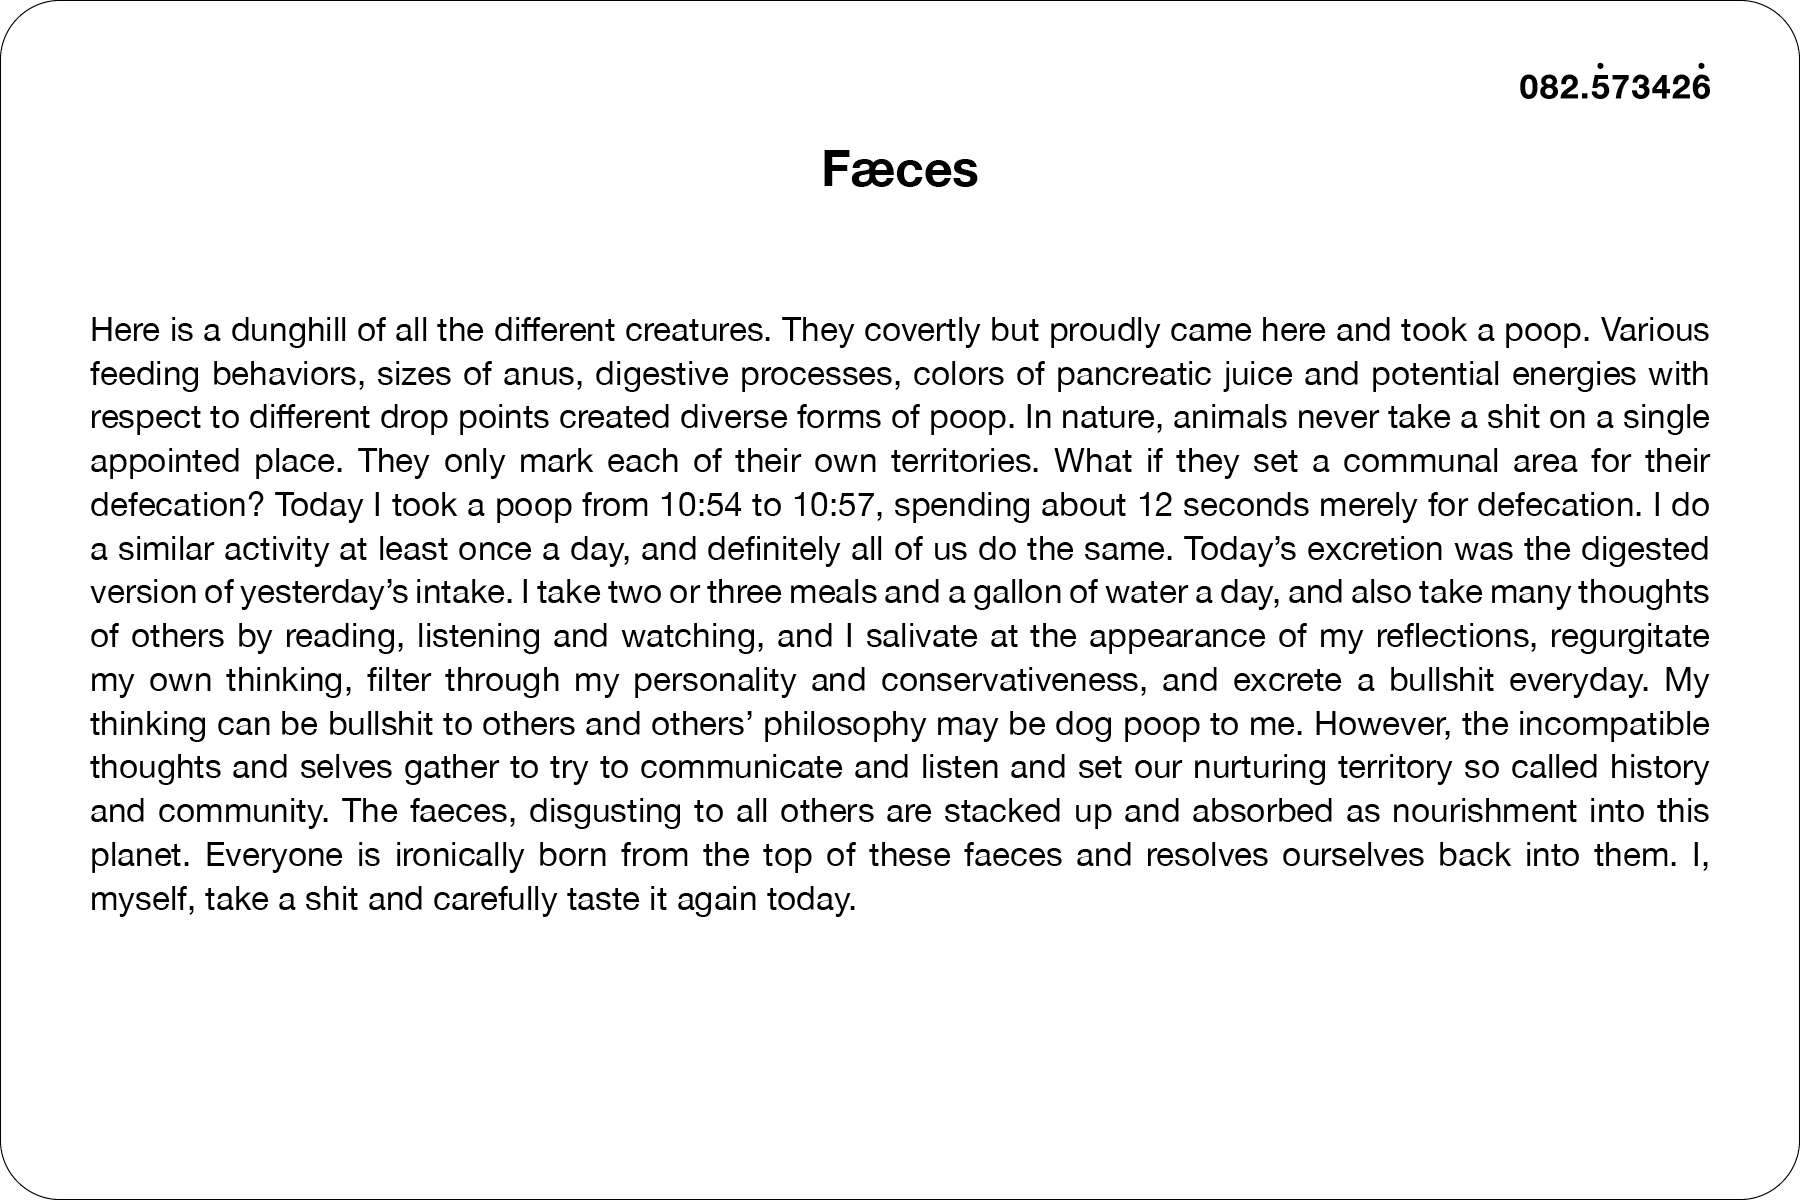 082.5̇73426̇
Fæces
Here is a dunghill of all the different creatures. They covertly but proudly came here and took a poop. Various
feeding behaviors, sizes of anus, digestive processes, colors of pancreatic juice and potential energies with
respect to different drop points created diverse forms of poop. In nature, animals never take a shit on a single
appointed place. They only mark each of their own territories. What if they set a communal area for their
defecation? Today I took a poop from 10:54 to 10:57, spending about 12 seconds merely for defecation. I do
a similar activity at least once a day, and definitely all of us do the same. Today’s excretion was the digested
version of yesterday’s intake. I take two or three meals and a gallon of water a day, and also take many thoughts
of others by reading, listening and watching, and I salivate at the appearance of my reflections, regurgitate
my own thinking, filter through my personality and conservativeness, and excrete a bullshit everyday. My
thinking can be bullshit to others and others’ philosophy may be dog poop to me. However, the incompatible
thoughts and selves gather to try to communicate and listen and set our nurturing territory so called history
and community. The faeces, disgusting to all others are stacked up and absorbed as nourishment into this
planet. Everyone is ironically born from the top of these faeces and resolves ourselves back into them. I,
myself, take a shit and carefully taste it again today.